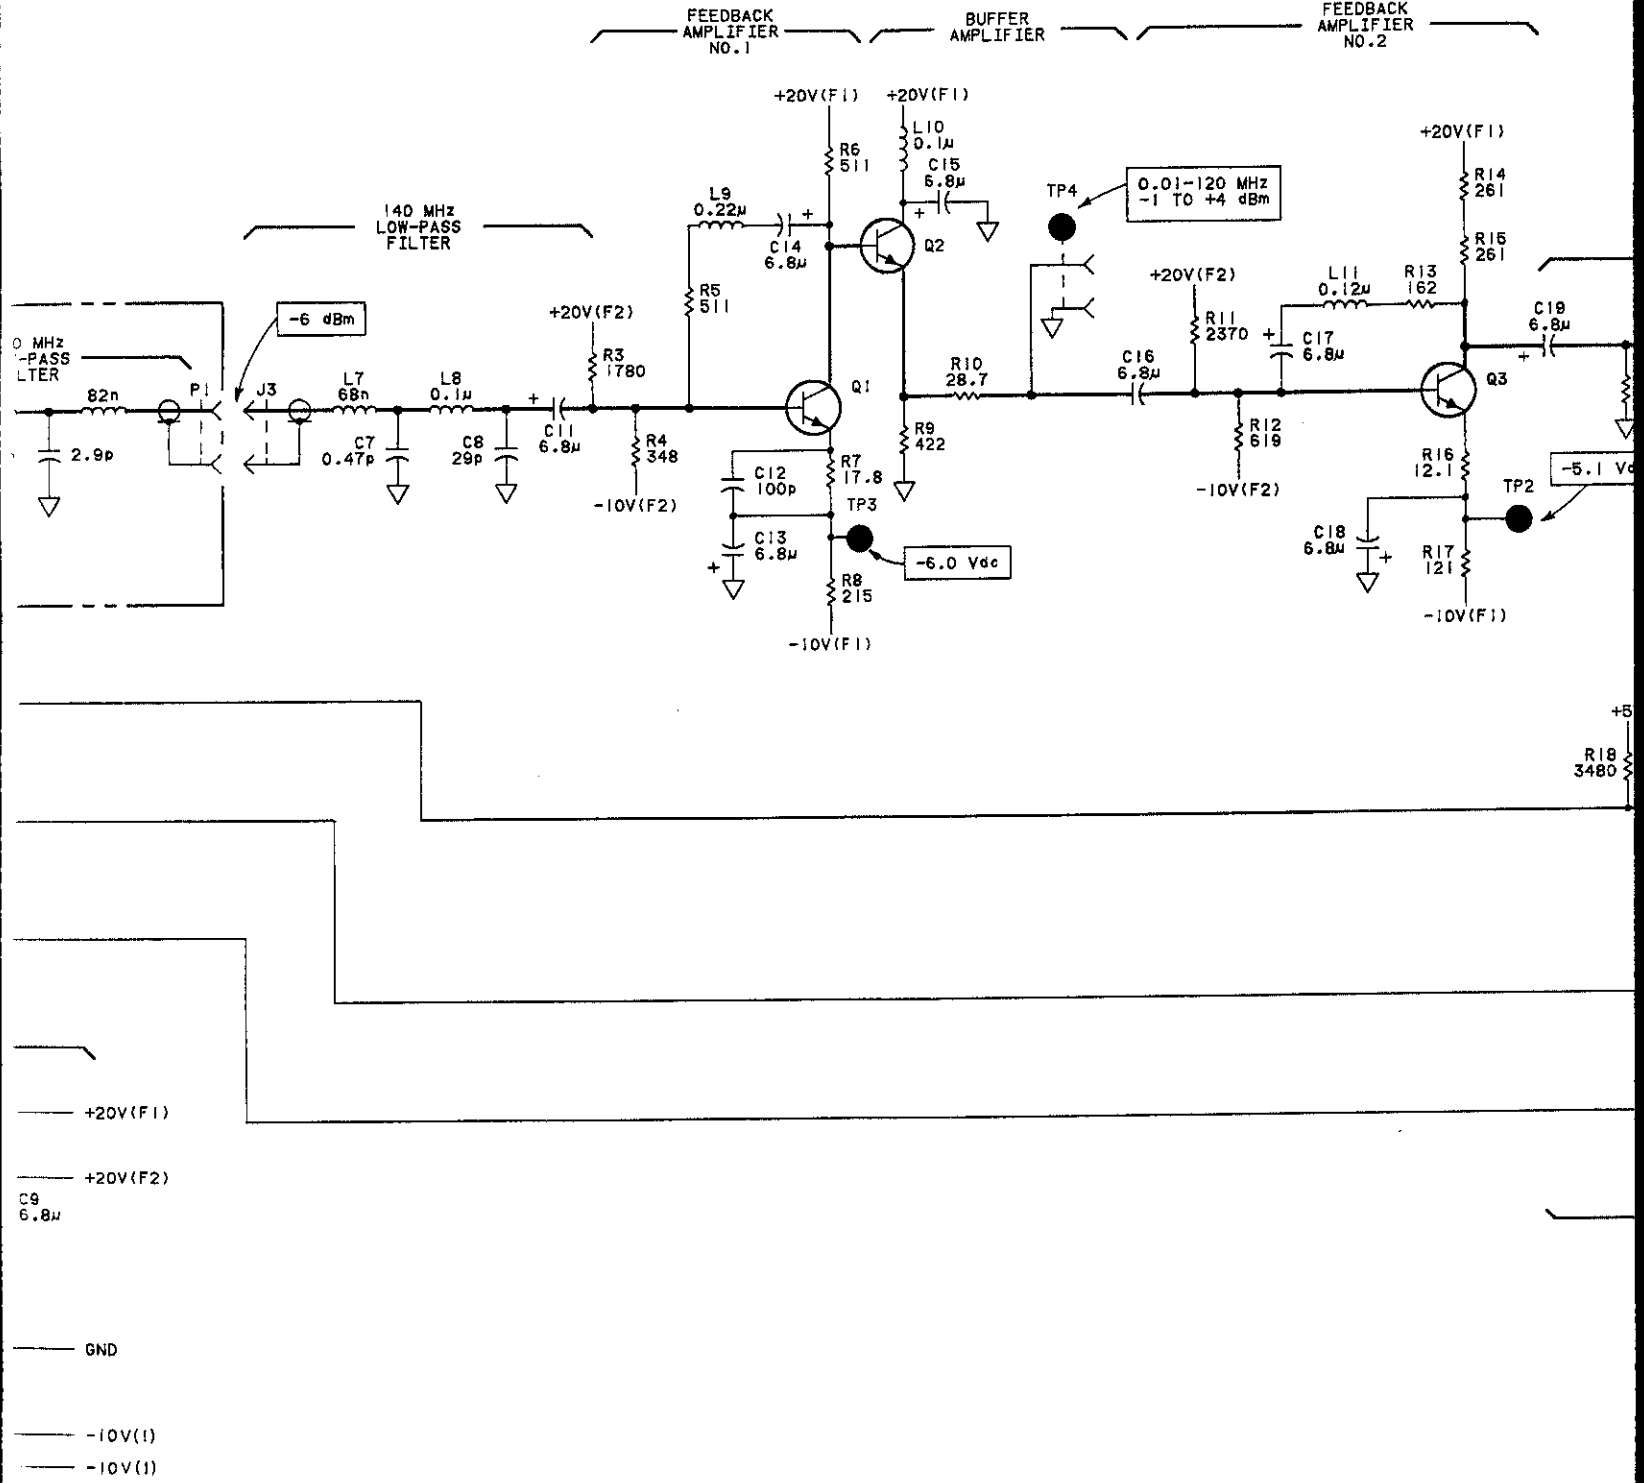 FEEDBACK
AMPLIFIER
NO.1
BUFFER
AMPLIFIER
FEEDBACK
AMPLIFIER
NO.2
+20V(F1)
+20V(F1)
L10
0.1µ
R6
511
C15
6.8µ
+
+20V(F1)
R14
261
R15
261
TP4
0.01-120 MHz
-1 TO +4 dBm
L9
0.22µ
+
C14
6.8µ
Q2
140 MHz
LOW-PASS
FILTER
R5
511
+20V(F2)
R11
2370
L11
0.12µ
R13
162
+
C17
6.8µ
C19
6.8µ
+
-6 dBm
+20V(F2)
R3
1780
0 MHz
-PASS
LTER
82n
P1
J3
L7
68n
L8
0.1µ
+
C11
6.8µ
Q1
R10
28.7
C16
6.8µ
Q3
2.9p
C7
0.47p
C8
29p
R4
348
-10V(F2)
C12
100p
R7
17.8
TP3
R9
422
R12
619
-10V(F2)
R16
12.1
TP2
-5.1 Vd
C13
6.8µ
+
-6.0 Vdc
R8
215
-10V(F1)
C18
6.8µ
+
R17
121
-10V(F1)
+5
R18
3480
+20V(F1)
+20V(F2)
C9
6.8µ
GND
-10V(1)
-10V(1)